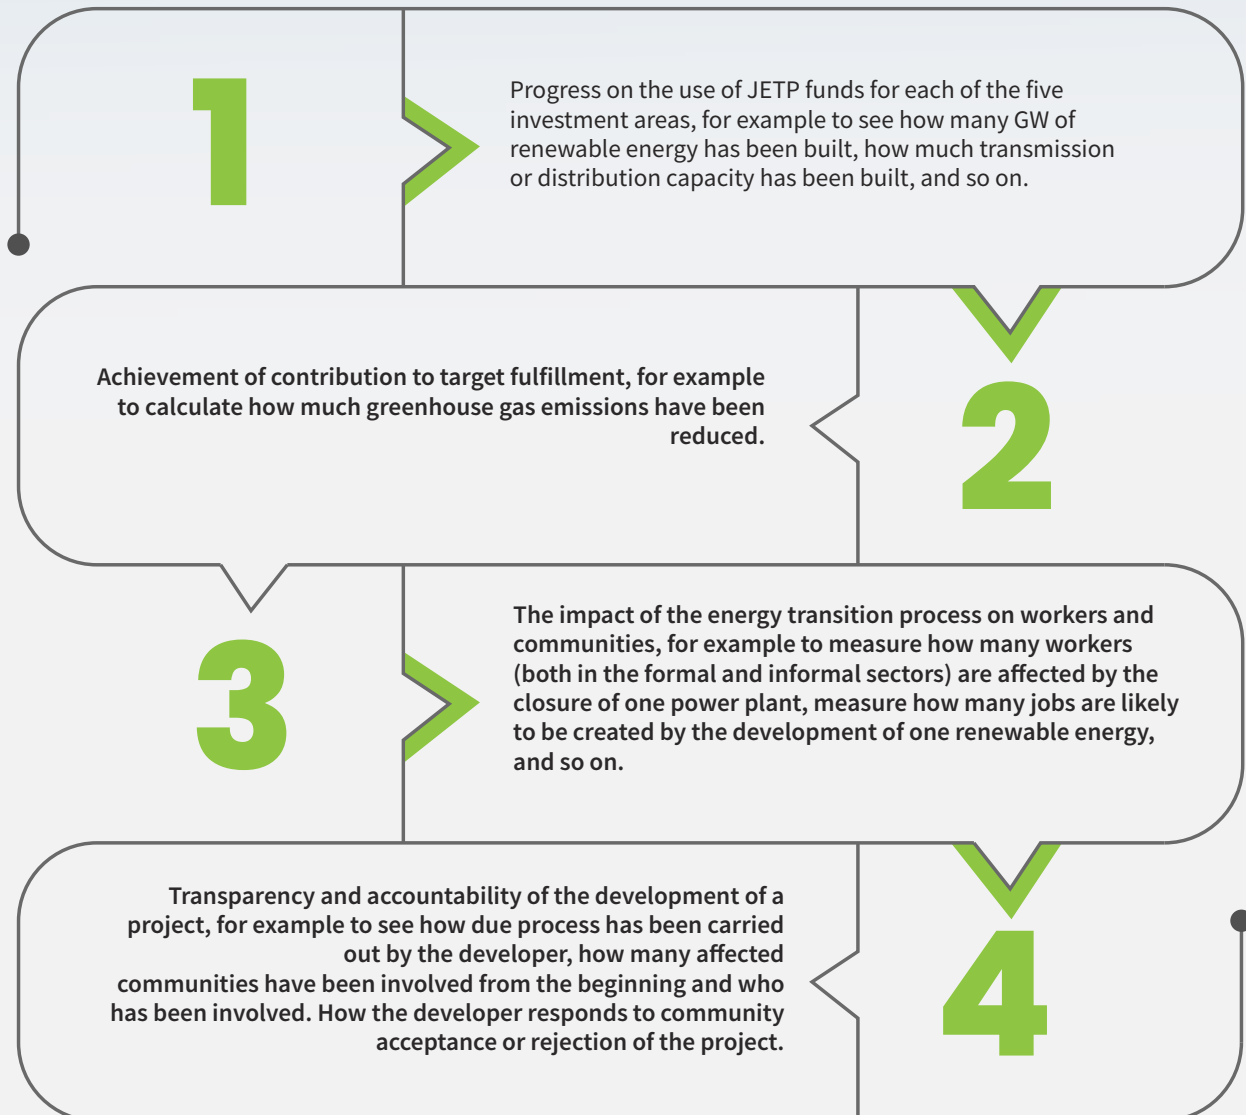 1
Progress on the use of JETP funds for each of the five
investment areas, for example to see how many GW of
renewable energy has been built, how much transmission
or distribution capacity has been built, and so on.
Achievement of contribution to target fulfillment, for example
to calculate how much greenhouse gas emissions have been
reduced.
2
3
The impact of the energy transition process on workers and
communities, for example to measure how many workers
(both in the formal and informal sectors) are affected by the
closure of one power plant, measure how many jobs are likely
to be created by the development of one renewable energy,
and so on.
Transparency and accountability of the development of a
project, for example to see how due process has been carried
out by the developer, how many affected
communities have been involved from the beginning and who
has been involved. How the developer responds to community
acceptance or rejection of the project.
4